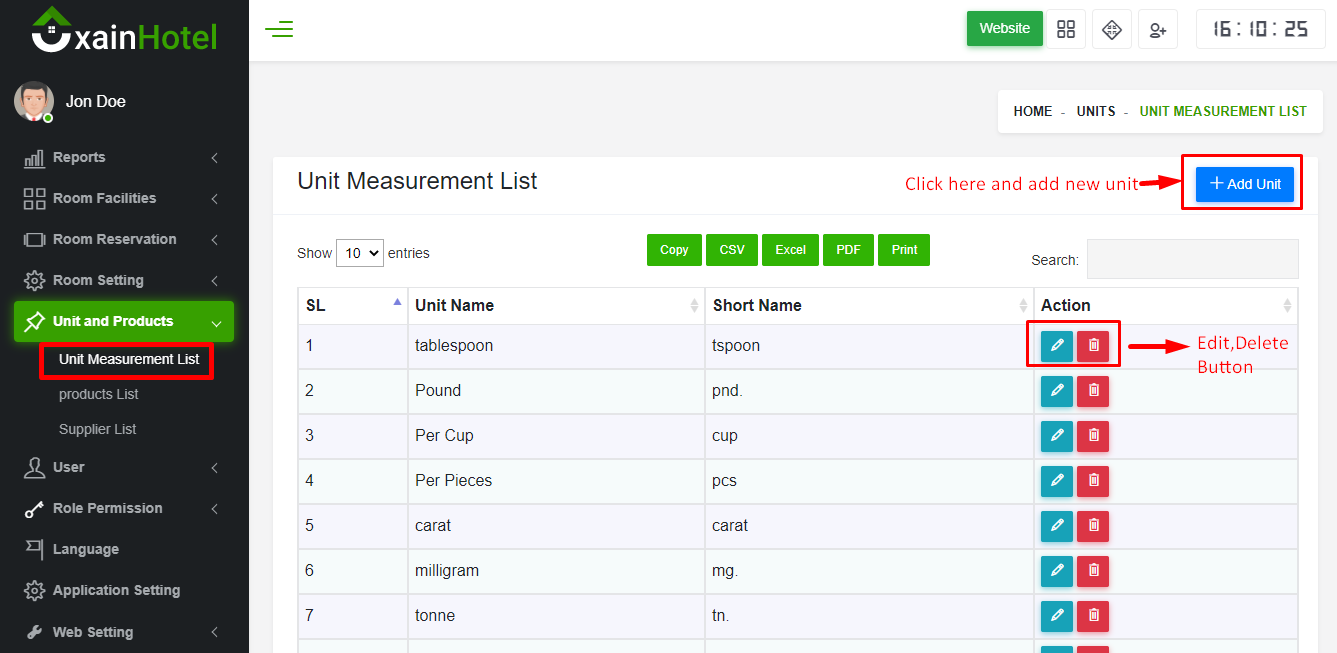 xainHotel
Website
16:10:25
Jon Doe
HOME - UNITS - UNIT MEASUREMENT LIST
Reports
Room Facilities
Room Reservation
Room Setting
Unit and Products
Unit Measurement List
products List
Supplier List
User
Role Permission
Language
Application Setting
Web Setting
Unit Measurement List
Click here and add new unit
Add Unit
Show 10 entries
Copy CSV Excel PDF Print
Search:
SL Unit Name Short Name Action
1 tablespoon tspoon
Edit,Delete
Button
2 Pound pnd.
3 Per Cup cup
4 Per Pieces pcs
5 carat carat
6 milligram mg.
7 tonne tn.